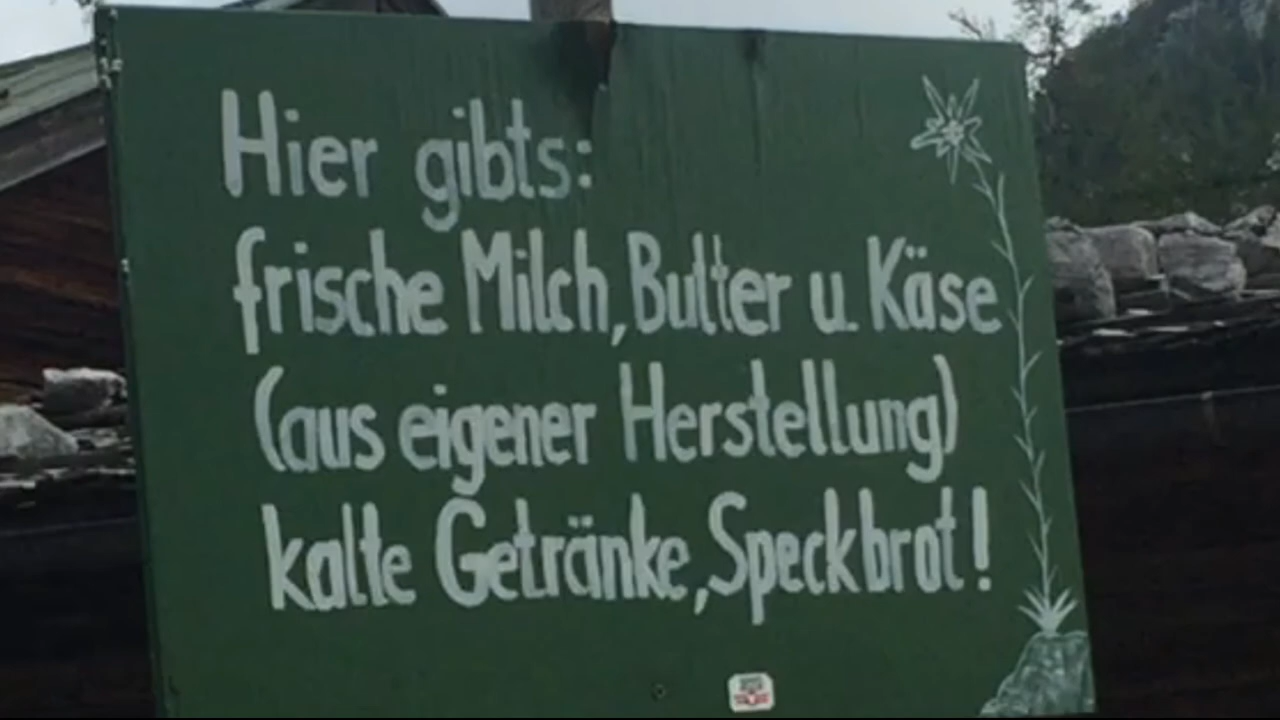 Hier gibts:
frische Milch, Butter u. Käse
(aus eigener Herstellung)
kalte Getränke, Speckbrot!